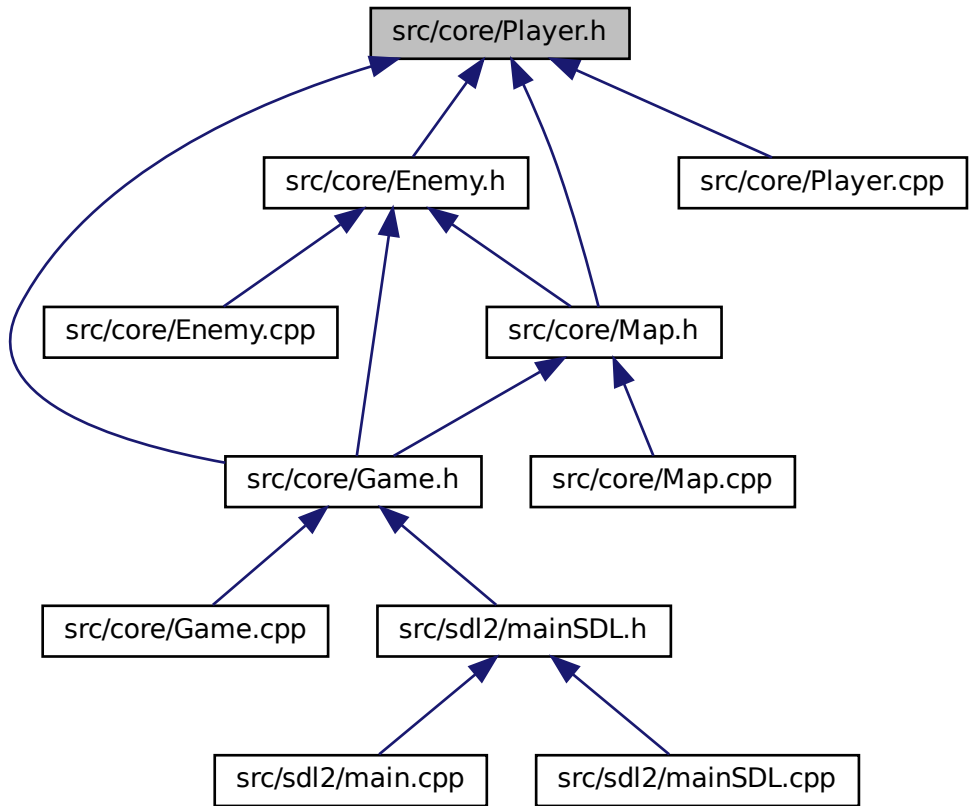 src/core/Player.h
src/core/Enemy.h
src/core/Player.cpp
src/core/Enemy.cpp
src/core/Map.h
src/core/Game.h
src/core/Map.cpp
src/core/Game.cpp
src/sdl2/mainSDL.h
src/sdl2/main.cpp
src/sdl2/mainSDL.cpp